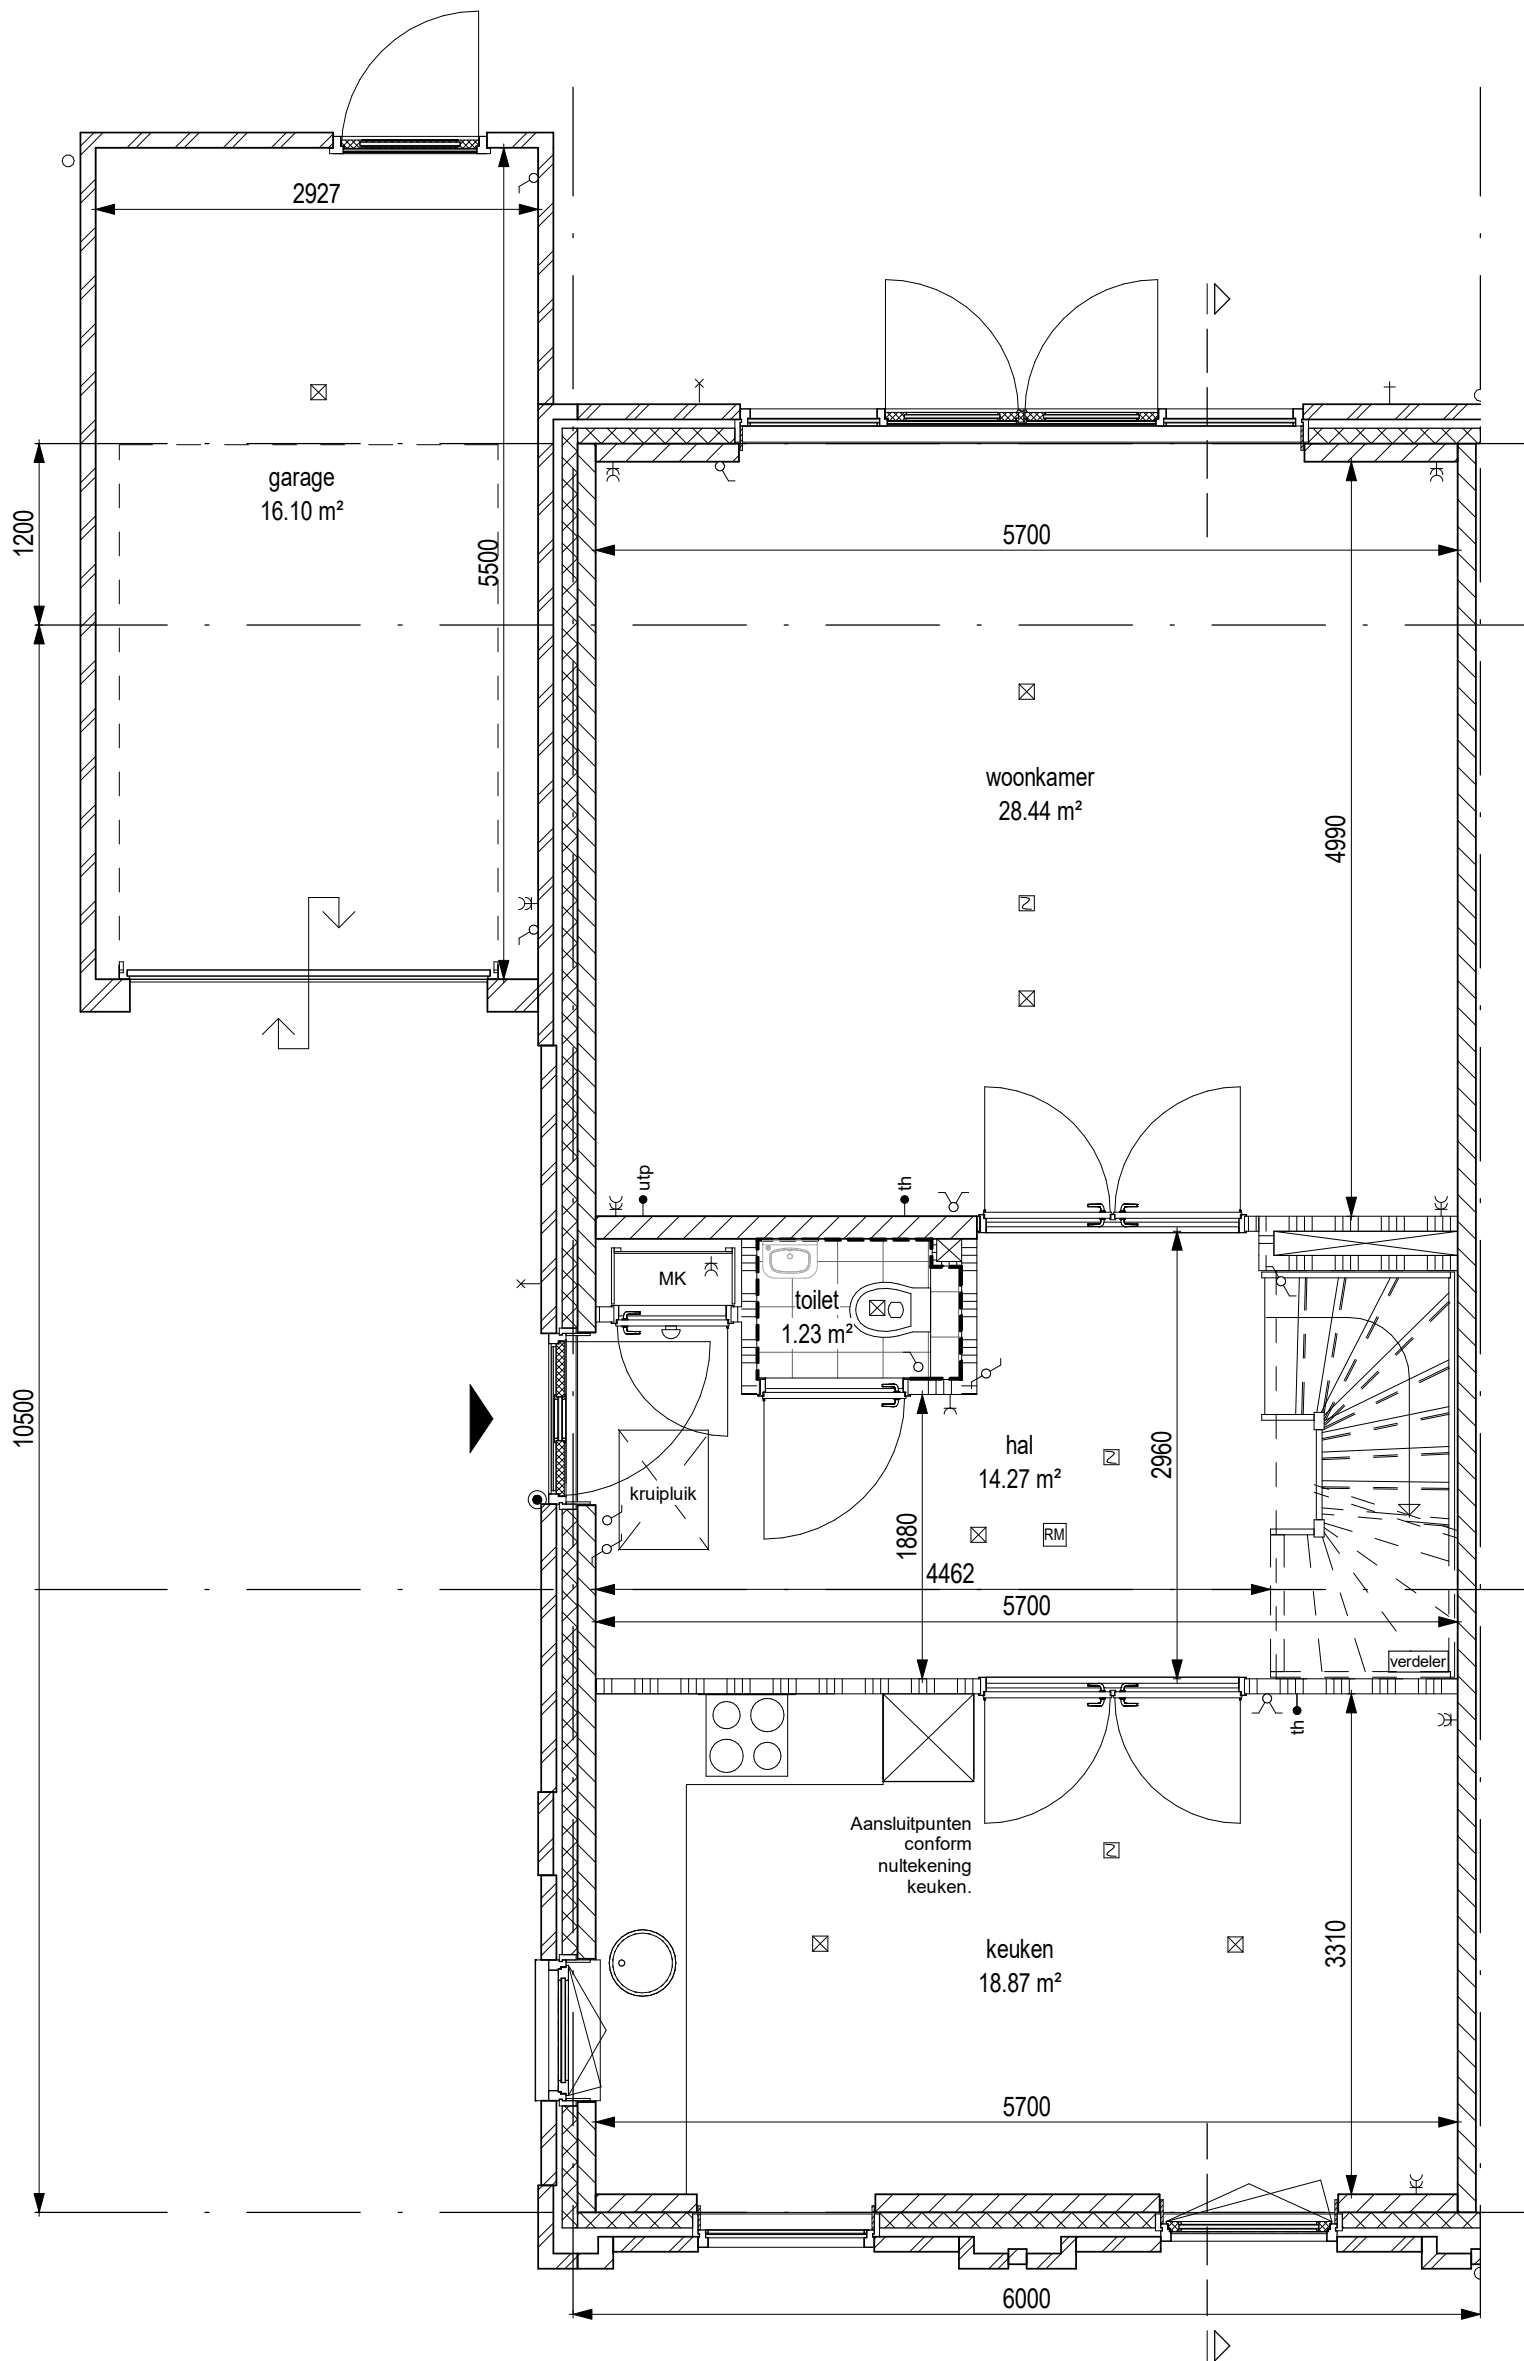 2927
garage
16.10 m²
1200
5500
5700
woonkamer
28.44 m²
4990
utp
th
MK
toilet
1.23 m²
10500
kruipluik
hal
14.27 m²
2960
1880
RM
4462
5700
verdeler
th
Aansluitpunten
conform
nultekening
keuken.
keuken
18.87 m²
3310
5700
6000